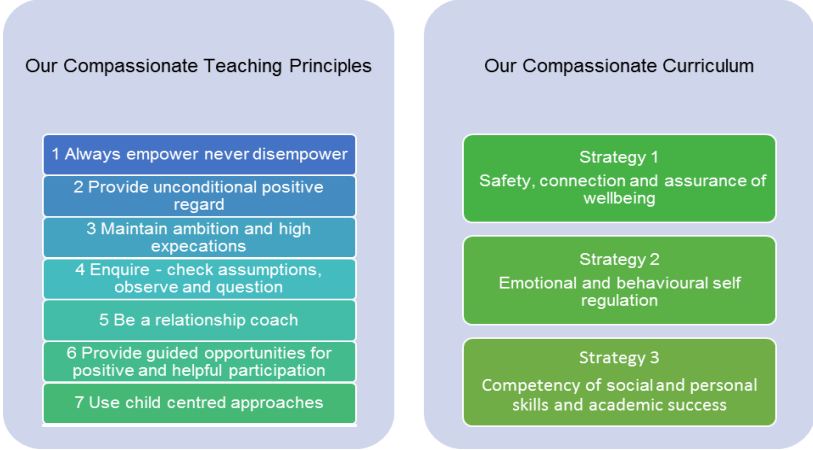 Our Compassionate Teaching Principles
1 Always empower never disempower
2 Provide unconditional positive
regard
3 Maintain ambition and high
expecations
4 Enquire - check assumptions,
observe and question
5 Be a relationship coach
6 Provide guided opportunities for
positive and helpful participation
7 Use child centred approaches
Our Compassionate Curriculum
Strategy 1
Safety, connection and assurance of
wellbeing
Strategy 2
Emotional and behavioural self
regulation
Strategy 3
Competency of social and personal
skills and academic success